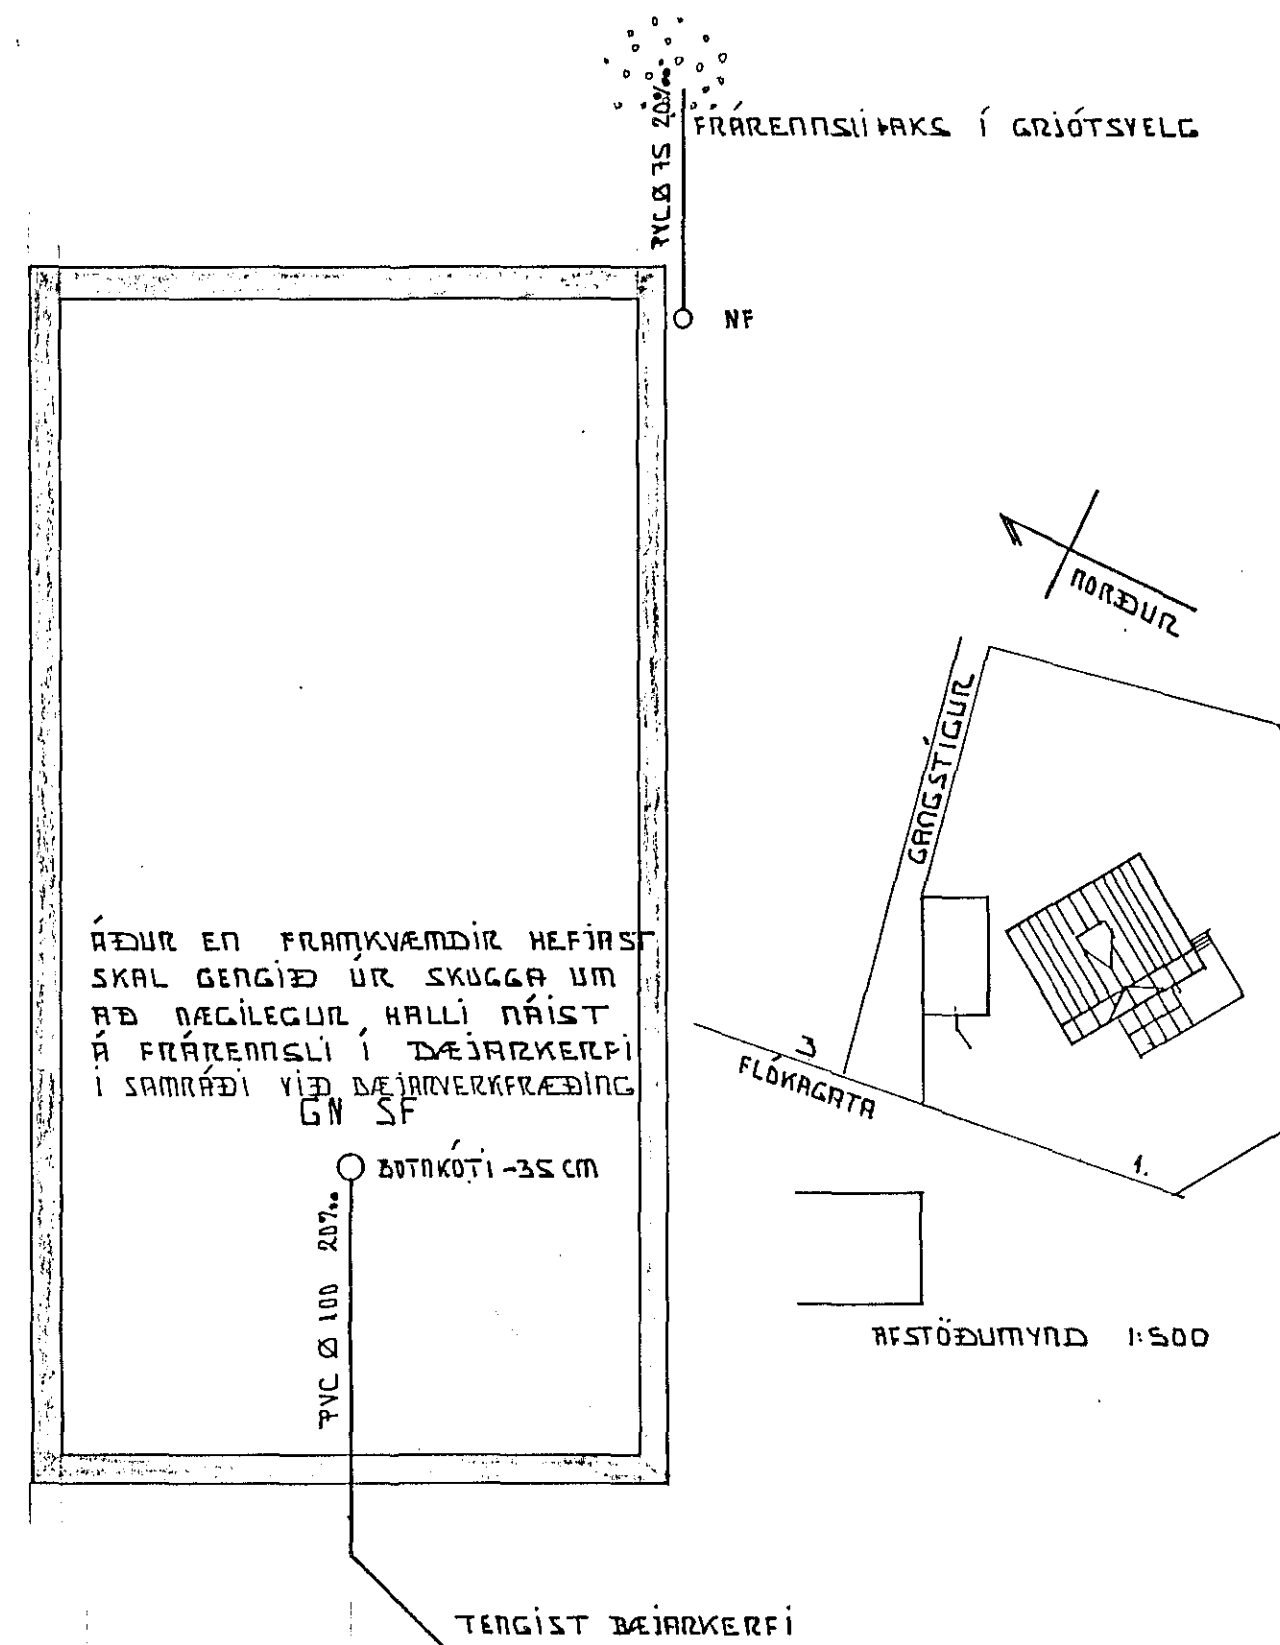 PVC Ø 75 20‰
FRÁRENNSLI ÞAKS Í GRJÓTSVELG
NF
NORÐUR
GANGSTÍGUR
ÁÐUR EN FRAMKVÆMDIR HEFJAST
SKAL GENGIÐ ÚR SKUGGA UM
AÐ NÆGILEGUR HALLI NÁIST
Á FRÁRENNSLI Í BÆJARKERFI
Í SAMRÁÐI VIÐ BÆJARVERKFRÆÐING
GN SF
BOTNKÓTI -35 CM
PVC Ø 100 20‰
3
FLÓKAGATA
1.
AFSTÖÐUMYND 1:500
TENGIST BÆJARKERFI